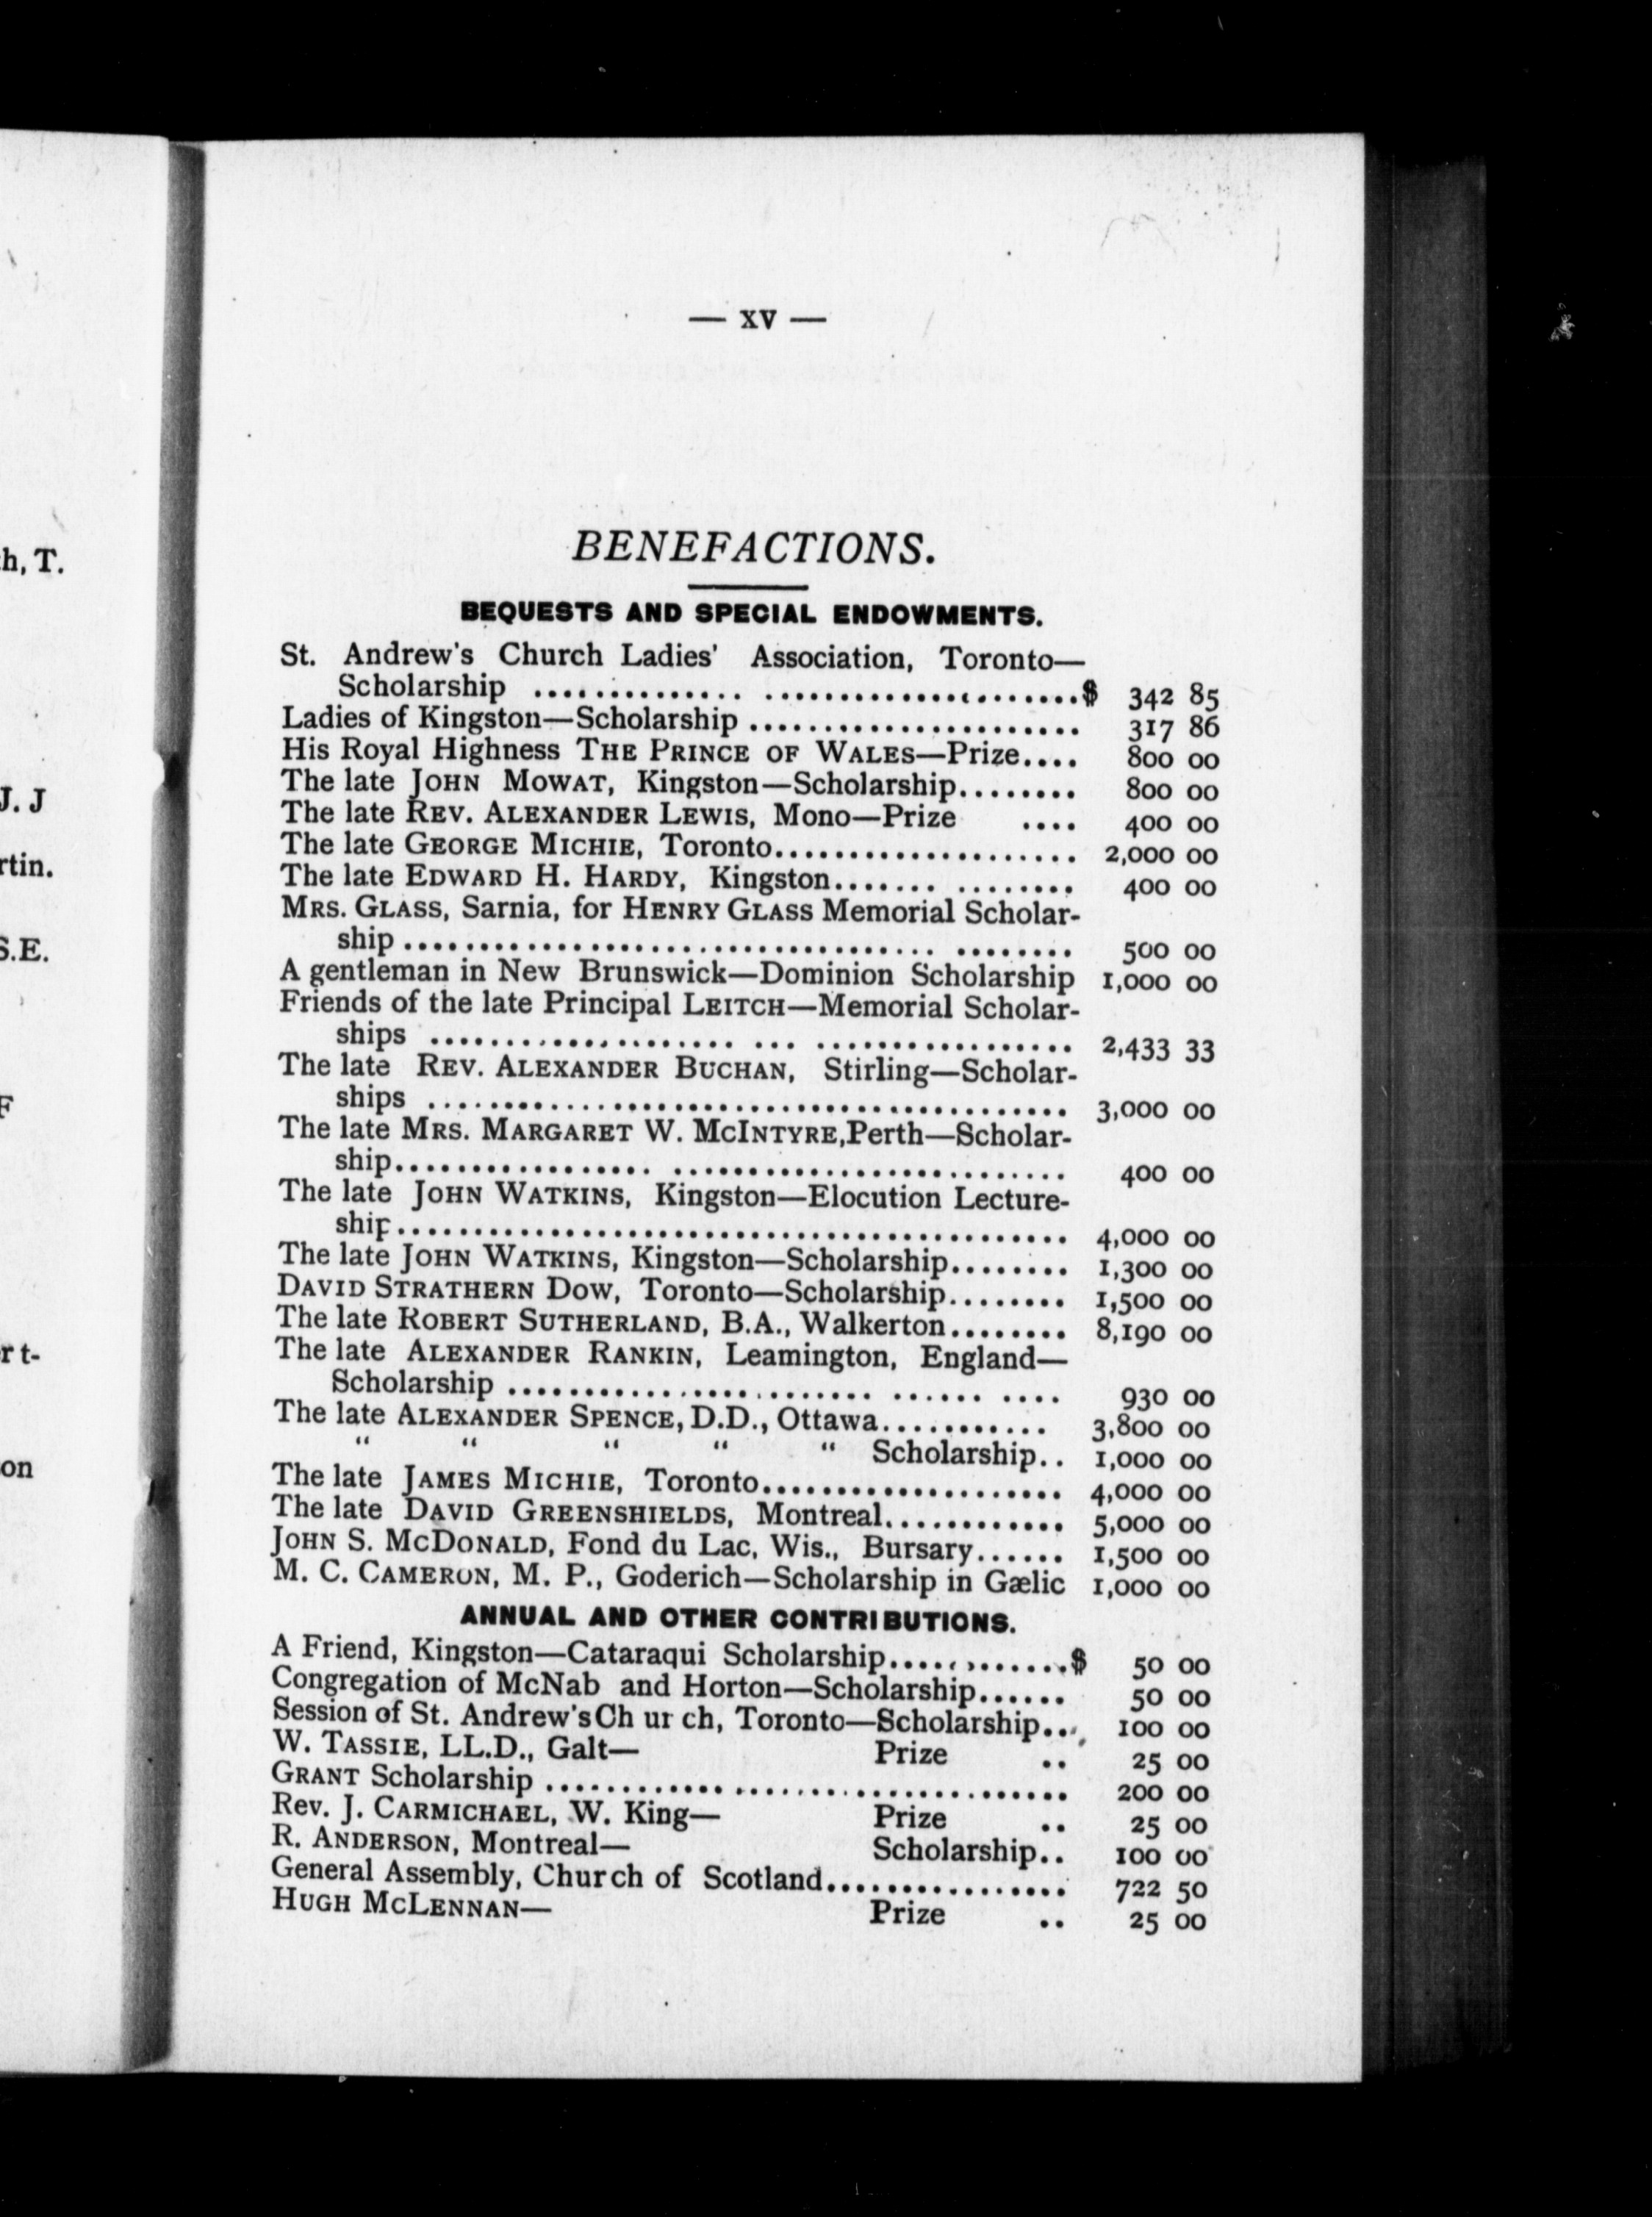 — XV —
BENEFACTIONS.
BEQUESTS AND SPECIAL ENDOWMENTS.
St. Andrew's Church Ladies' Association, Toronto—
Scholarship ................................$ 342 85
Ladies of Kingston—Scholarship ...................... 317 86
His Royal Highness THE PRINCE OF WALES—Prize.... 800 00
The late JOHN MOWAT, Kingston—Scholarship........ 800 00
The late REV. ALEXANDER LEWIS, Mono—Prize .... 400 00
The late GEORGE MICHIE, Toronto.................... 2,000 00
The late EDWARD H. HARDY, Kingston....... ........ 400 00
MRS. GLASS, Sarnia, for HENRY GLASS Memorial Scholar-
ship ................................... ........ 500 00
A gentleman in New Brunswick—Dominion Scholarship 1,000 00
Friends of the late Principal LEITCH—Memorial Scholar-
ships .................... ... ................. 2,433 33
The late REV. ALEXANDER BUCHAN, Stirling—Scholar-
ships .......................................... 3,000 00
The late MRS. MARGARET W. MCINTYRE,Perth—Scholar-
ship................. .......................... 400 00
The late JOHN WATKINS, Kingston—Elocution Lecture-
ship............................................ 4,000 00
The late JOHN WATKINS, Kingston—Scholarship........ 1,300 00
DAVID STRATHERN DOW, Toronto—Scholarship........ 1,500 00
The late ROBERT SUTHERLAND, B.A., Walkerton........ 8,190 00
The late ALEXANDER RANKIN, Leamington, England—
Scholarship ........................ ...... .... 930 00
The late ALEXANDER SPENCE, D.D., Ottawa........... 3,800 00
“ “ “ “ “ Scholarship.. 1,000 00
The late JAMES MICHIE, Toronto.................... 4,000 00
The late DAVID GREENSHIELDS, Montreal............ 5,000 00
JOHN S. MCDONALD, Fond du Lac, Wis., Bursary...... 1,500 00
M. C. CAMERON, M. P., Goderich—Scholarship in Gælic 1,000 00
ANNUAL AND OTHER CONTRIBUTIONS.
A Friend, Kingston—Cataraqui Scholarship............$ 50 00
Congregation of McNab and Horton—Scholarship...... 50 00
Session of St. Andrew's Ch ur ch, Toronto—Scholarship... 100 00
W. TASSIE, LL.D., Galt— Prize .. 25 00
GRANT Scholarship .................................. 200 00
Rev. J. CARMICHAEL, W. King— Prize .. 25 00
R. ANDERSON, Montreal— Scholarship.. 100 00
General Assembly, Church of Scotland................ 722 50
HUGH MCLENNAN— Prize .. 25 00
h, T.
J. J
rtin.
S.E.
F
r t-
on